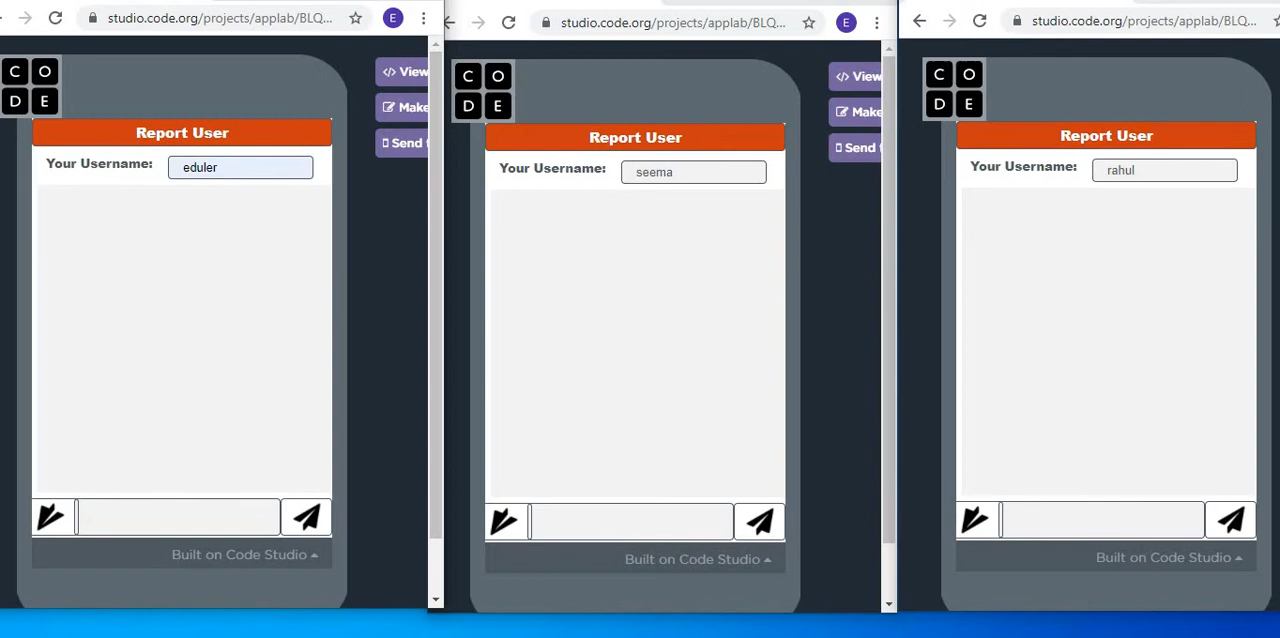 studio.code.org/projects/applab/BLQ... E
C O
D E
View
Make
Send
Report User
Your Username: eduler
Built on Code Studio
studio.code.org/projects/applab/BLQ... E
C O
D E
View
Make
Send
Report User
Your Username: seema
Built on Code Studio
studio.code.org/projects/applab/BLQ...
C O
D E
Report User
Your Username: rahul
Built on Code Studio